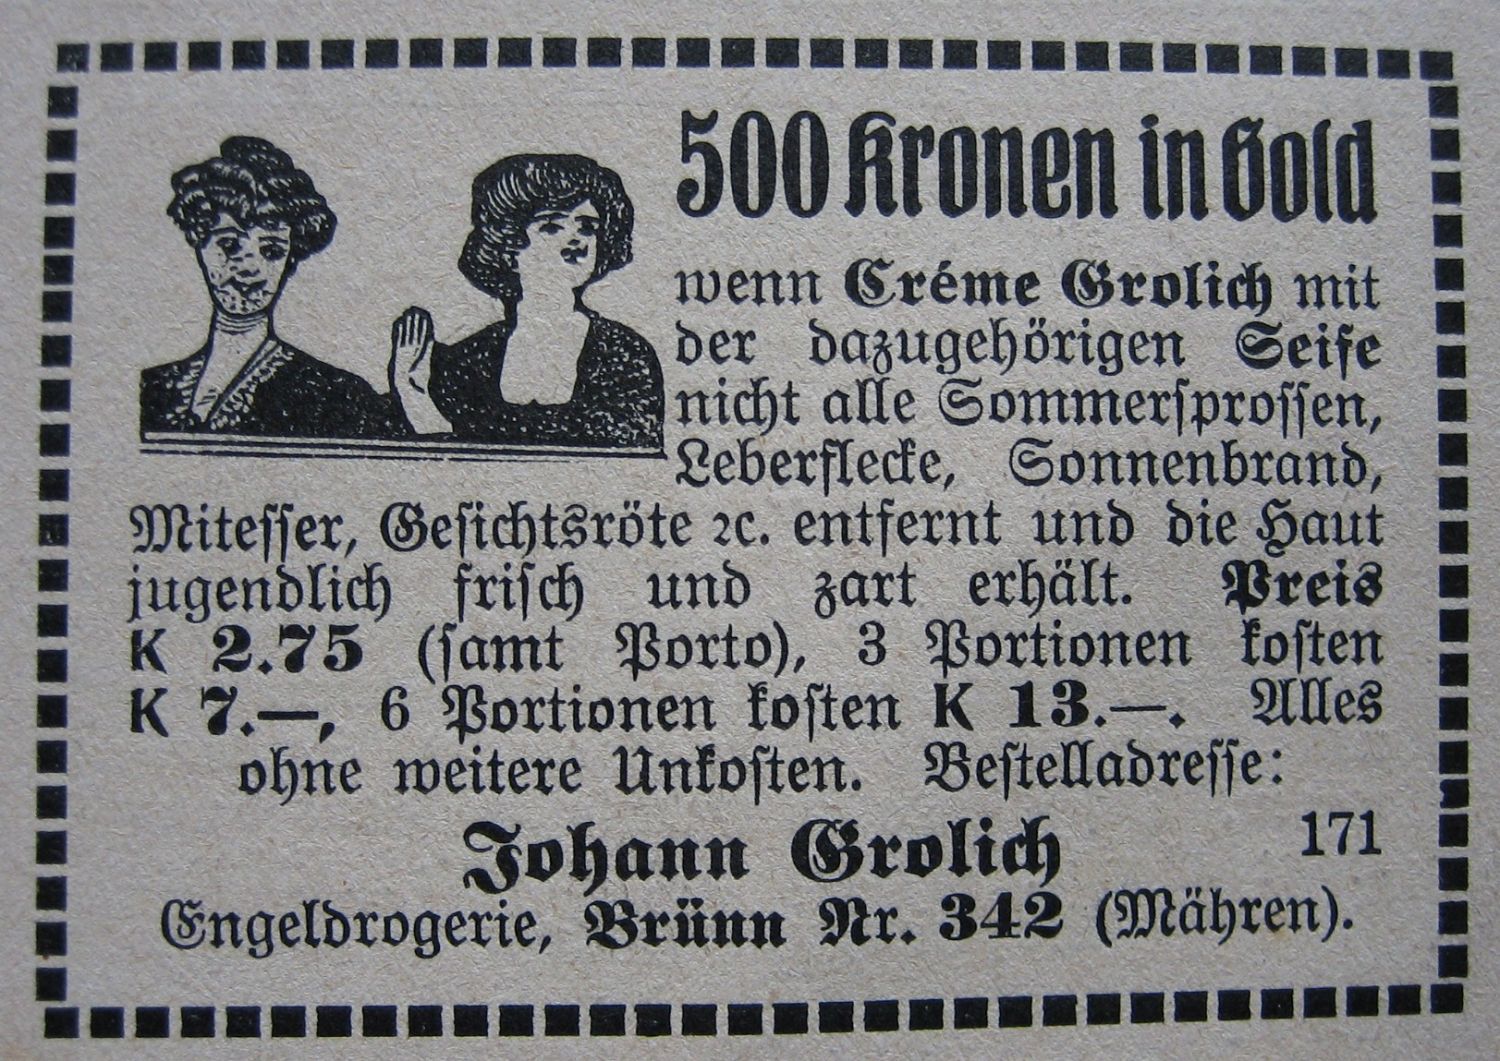 500 Kronen in Gold
wenn Créme Grolich mit
der dazugehörigen Seife
nicht alle Sommersprossen,
Leberflecke, Sonnenbrand,
Mitesser, Gesichtsröte ꝛc. entfernt und die Haut
jugendlich frisch und zart erhält. Preis
K 2.75 (samt Porto), 3 Portionen kosten
K 7.—, 6 Portionen kosten K 13.—. Alles
ohne weitere Unkosten. Bestelladresse:
Johann Grolich 171
Engeldrogerie, Brünn Nr. 342 (Mähren).